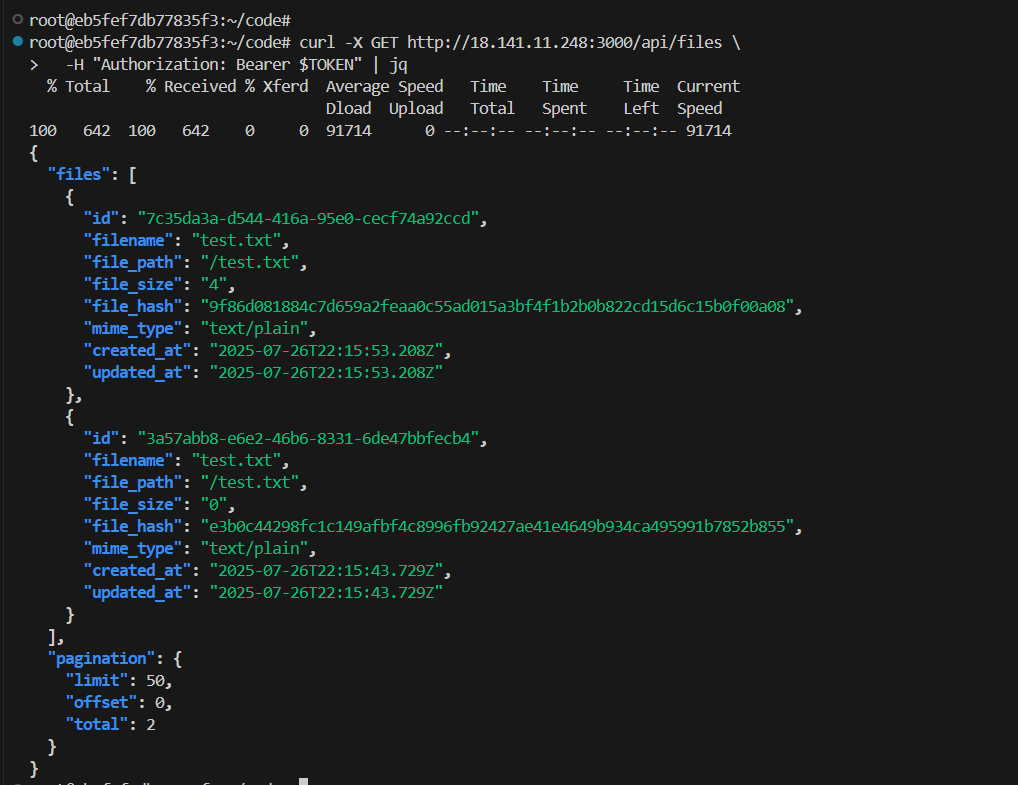 root@eb5fef7db77835f3:~/code#
root@eb5fef7db77835f3:~/code# curl -X GET http://18.141.11.248:3000/api/files \
>   -H "Authorization: Bearer $TOKEN" | jq
  % Total    % Received % Xferd  Average Speed   Time    Time     Time  Current
                                 Dload  Upload   Total   Spent    Left  Speed
100   642  100   642    0     0  91714      0 --:--:-- --:--:-- --:--:-- 91714
{
  "files": [
    {
      "id": "7c35da3a-d544-416a-95e0-cecf74a92ccd",
      "filename": "test.txt",
      "file_path": "/test.txt",
      "file_size": "4",
      "file_hash": "9f86d081884c7d659a2feaa0c55ad015a3bf4f1b2b0b822cd15d6c15b0f00a08",
      "mime_type": "text/plain",
      "created_at": "2025-07-26T22:15:53.208Z",
      "updated_at": "2025-07-26T22:15:53.208Z"
    },
    {
      "id": "3a57abb8-e6e2-46b6-8331-6de47bbfecb4",
      "filename": "test.txt",
      "file_path": "/test.txt",
      "file_size": "0",
      "file_hash": "e3b0c44298fc1c149afbf4c8996fb92427ae41e4649b934ca495991b7852b855",
      "mime_type": "text/plain",
      "created_at": "2025-07-26T22:15:43.729Z",
      "updated_at": "2025-07-26T22:15:43.729Z"
    }
  ],
  "pagination": {
    "limit": 50,
    "offset": 0,
    "total": 2
  }
}